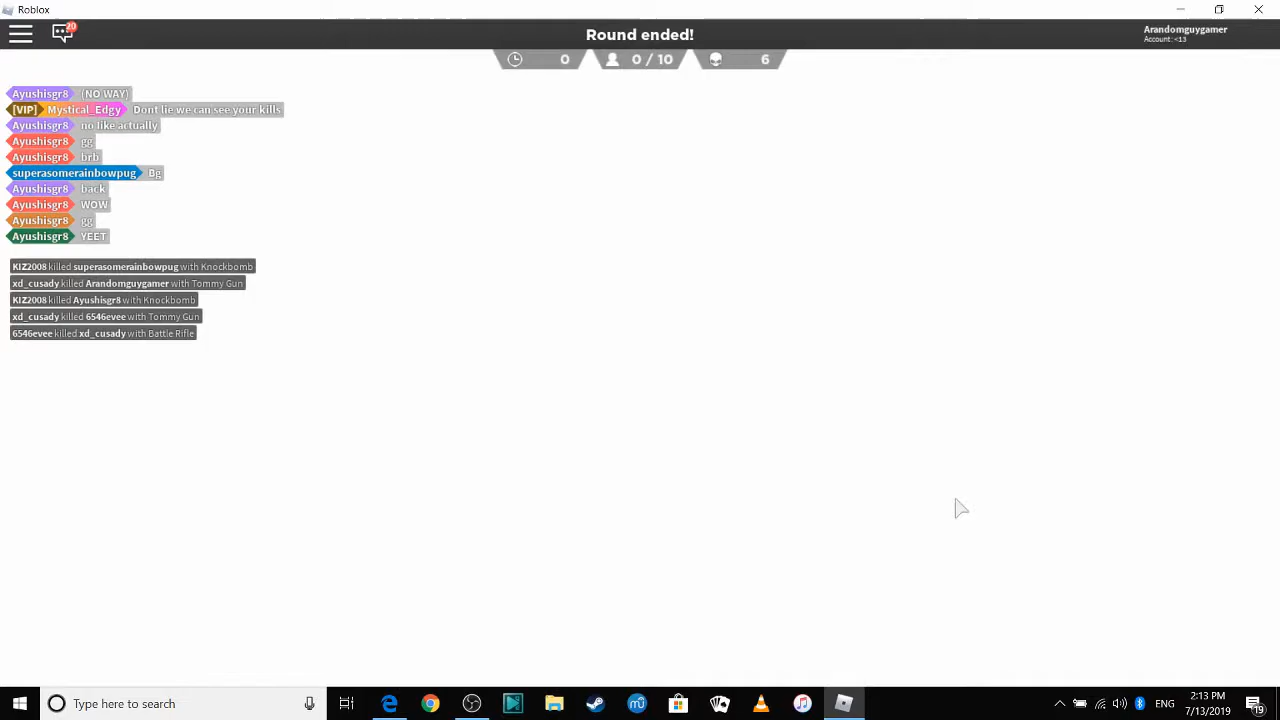 Roblox
20
Round ended!
Arandomguygamer
Account: <13
0
0 / 10
6
Ayushisgr8 (NO WAY)
[VIP] Mystical_Edgy Dont lie we can see your kills
Ayushisgr8 no like actually
Ayushisgr8 gg
Ayushisgr8 brb
superasomerainbowpug Bg
Ayushisgr8 back
Ayushisgr8 WOW
Ayushisgr8 gg
Ayushisgr8 YEET
KIZ2008 killed superasomerainbowpug with Knockbomb
xd_cusady killed Arandomguygamer with Tommy Gun
KIZ2008 killed Ayushisgr8 with Knockbomb
xd_cusady killed 6546evee with Tommy Gun
6546evee killed xd_cusady with Battle Rifle
Type here to search
ENG
2:13 PM
7/13/2019
19